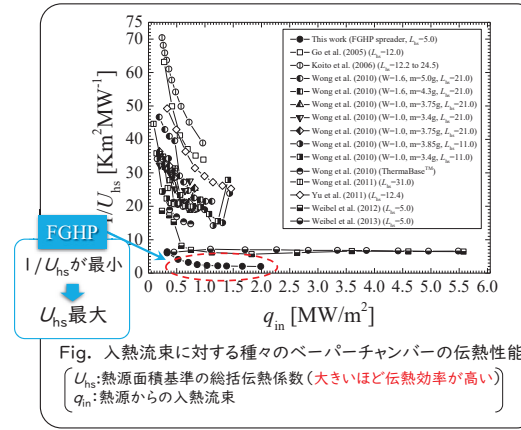 1/U_hs [Km²MW⁻¹]
80
70
60
50
40
30
20
10
0
This work (FGHP spreader, L_hs=5.0)
Go et al. (2005) (L_hs=12.0)
Koito et al. (2006) (L_hs=12.2 to 24.5)
Wong et al. (2010) (W=1.6, m=5.0g, L_hs=21.0)
Wong et al. (2010) (W=1.6, m=4.3g, L_hs=21.0)
Wong et al. (2010) (W=1.0, m=3.75g, L_hs=21.0)
Wong et al. (2010) (W=1.0, m=3.4g, L_hs=21.0)
Wong et al. (2010) (W=1.0, m=3.75g, L_hs=21.0)
Wong et al. (2010) (W=1.0, m=3.85g, L_hs=11.0)
Wong et al. (2010) (W=1.0, m=3.4g, L_hs=11.0)
Wong et al. (2010) (ThermaBase™)
Wong et al. (2011) (L_hs=31.0)
Yu et al. (2011) (L_hs=12.4)
Weibel et al. (2012) (L_hs=5.0)
Weibel et al. (2013) (L_hs=5.0)
FGHP
1/U_hsが最小
U_hs最大
0.0 0.5 1.0 1.5 2.0 2.5 3.0 3.5 4.0 4.5 5.0 5.5 6.0
q_in [MW/m²]
Fig. 入熱流束に対する種々のベーパーチャンバーの伝熱性能
U_hs:熱源面積基準の総括伝熱係数(大きいほど伝熱効率が高い)
q_in:熱源からの入熱流束